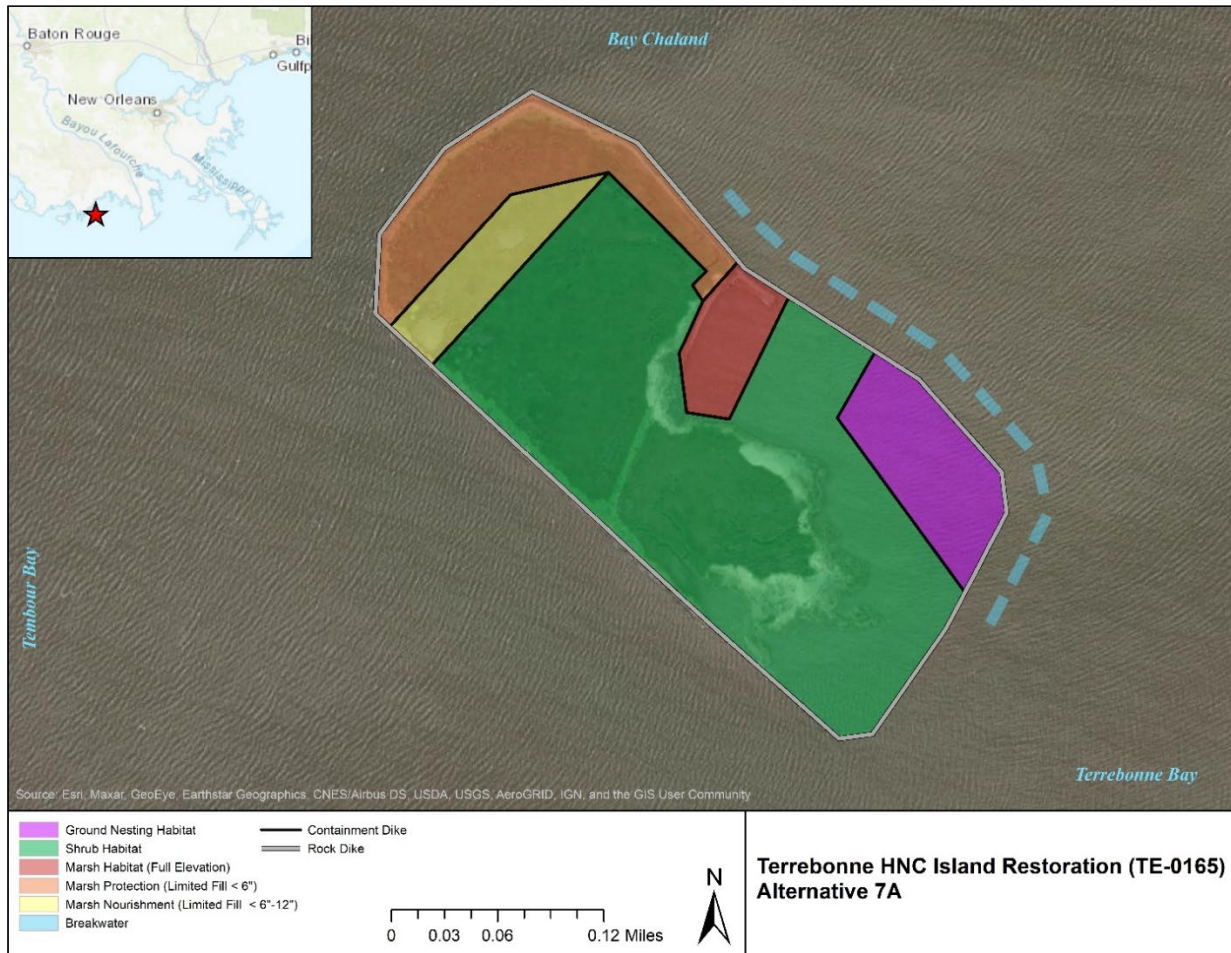 Baton Rouge
Bi
Gulfp
New Orleans
Bayou Lafourche
Mississippi
Bay Chaland
Tembour Bay
Terrebonne Bay
Source: Esri, Maxar, GeoEye, Earthstar Geographics, CNES/Airbus DS, USDA, USGS, AeroGRID, IGN, and the GIS User Community
Ground Nesting Habitat
Shrub Habitat
Marsh Habitat (Full Elevation)
Marsh Protection (Limited Fill < 6")
Marsh Nourishment (Limited Fill < 6"-12")
Breakwater
Containment Dike
Rock Dike
0 0.03 0.06 0.12 Miles
N
Terrebonne HNC Island Restoration (TE-0165)
Alternative 7A